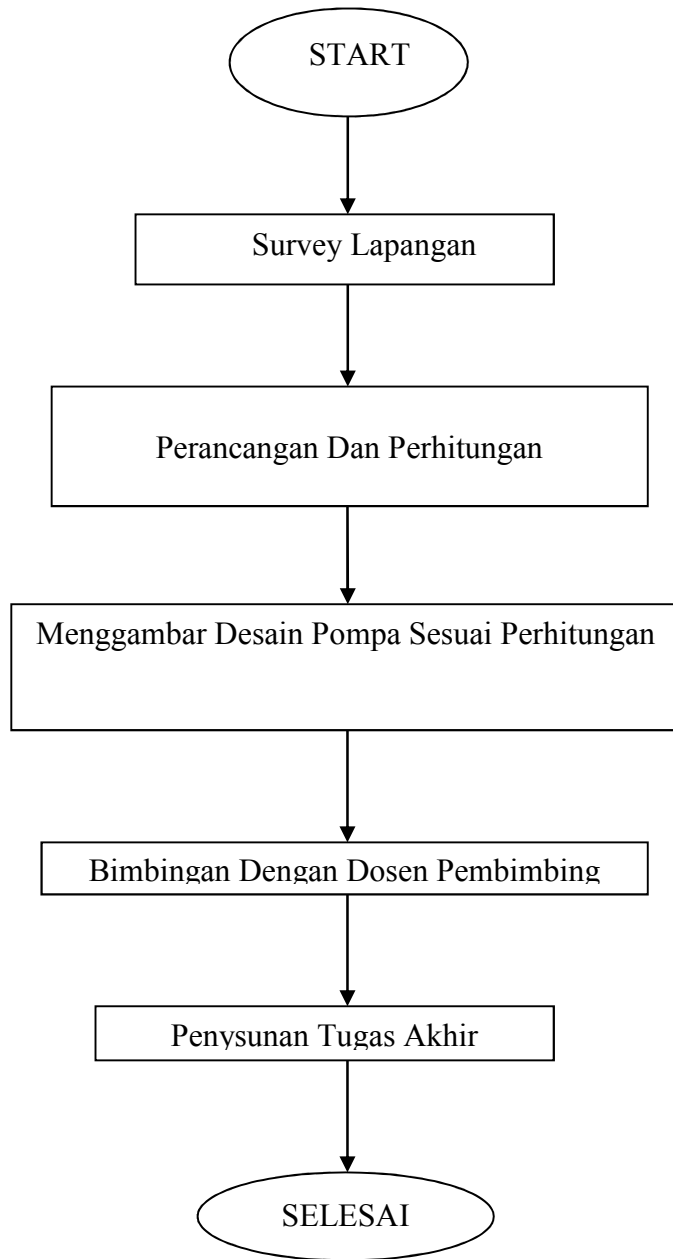 START
Survey Lapangan
Perancangan Dan Perhitungan
Menggambar Desain Pompa Sesuai Perhitungan
Bimbingan Dengan Dosen Pembimbing
Penysunan Tugas Akhir
SELESAI